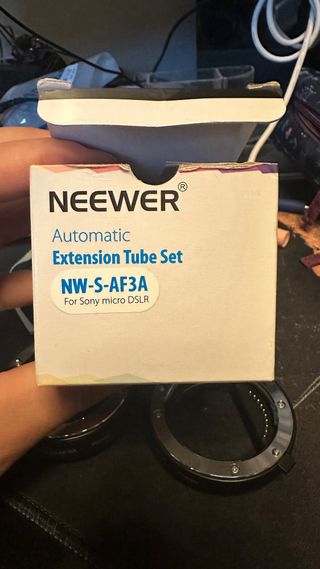 NEEWER®
Automatic
Extension Tube Set
NW-S-AF3A
For Sony micro DSLR